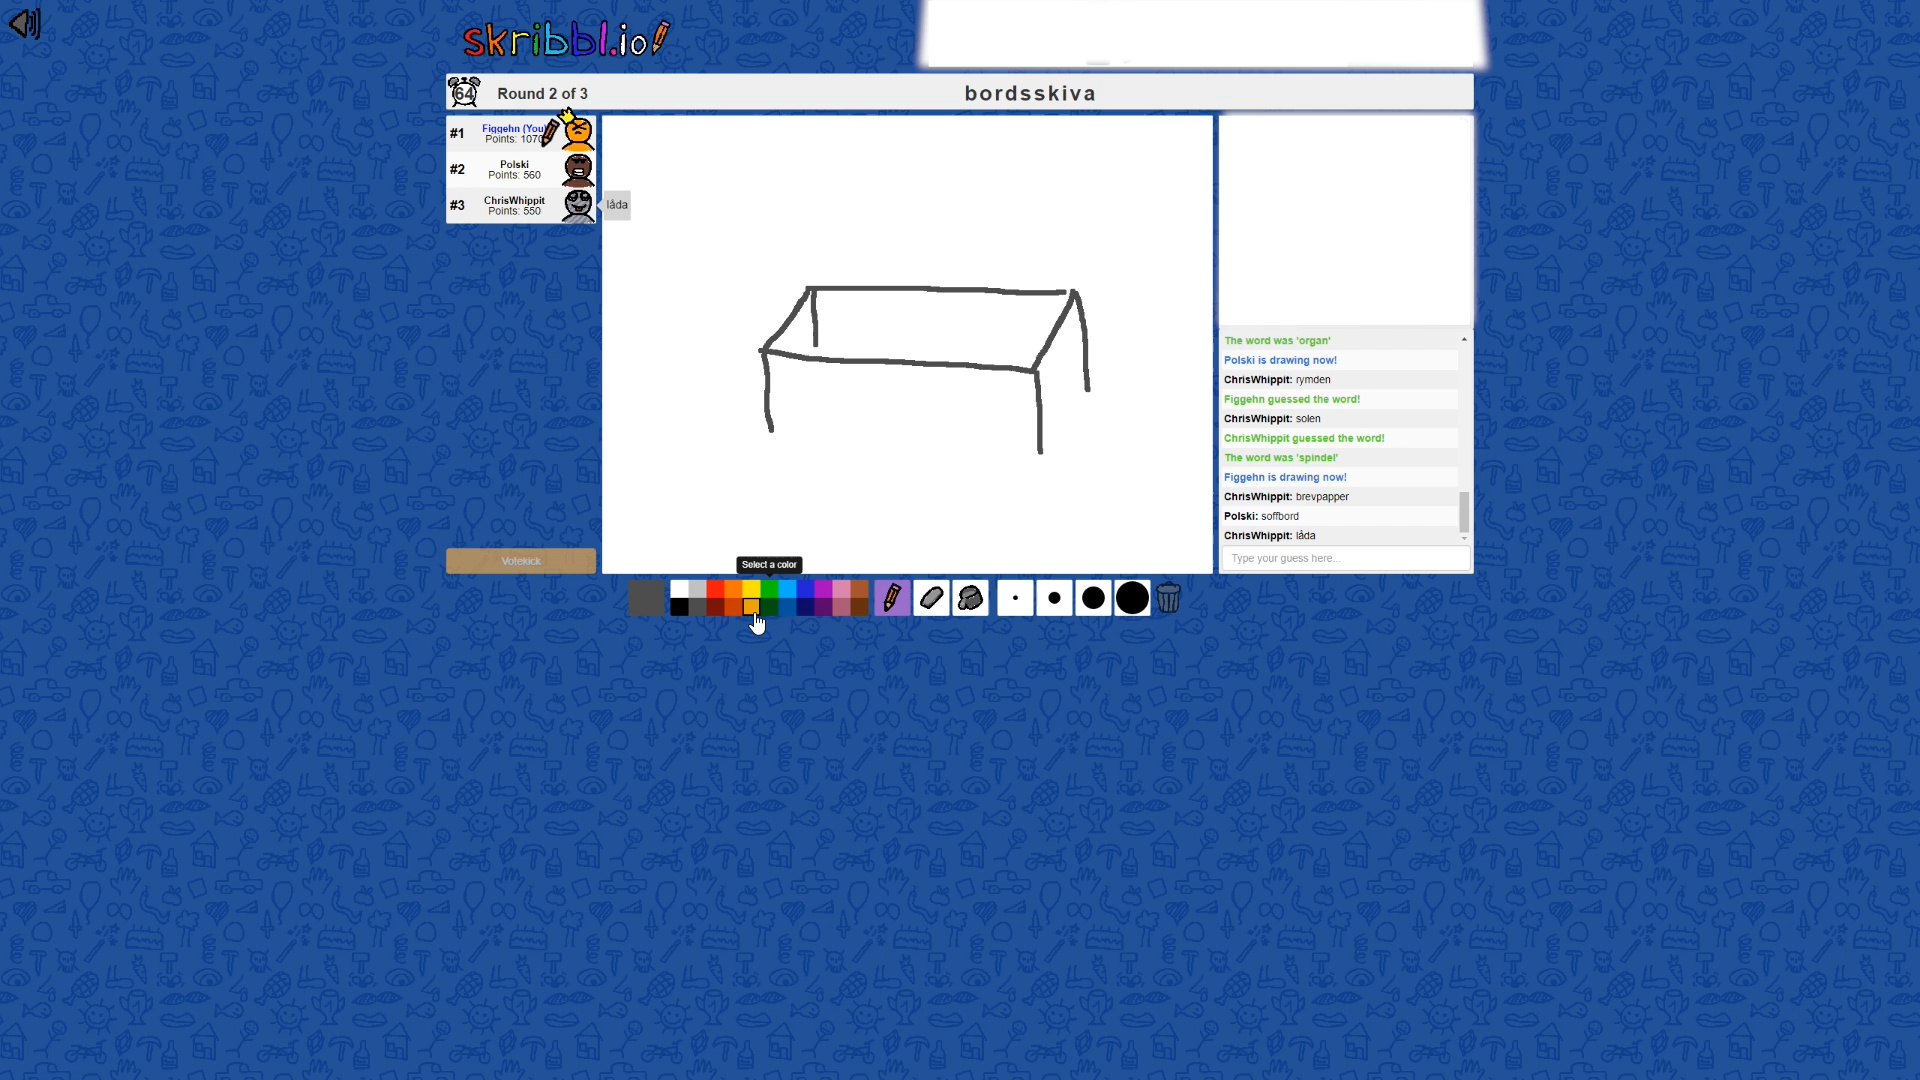 skribbl.io
64
Round 2 of 3
bordsskiva
#1
Figgehn (You)
Points: 1070
#2
Polski
Points: 560
#3
ChrisWhippit
Points: 550
låda
The word was 'organ'
Polski is drawing now!
ChrisWhippit: rymden
Figgehn guessed the word!
ChrisWhippit: solen
ChrisWhippit guessed the word!
The word was 'spindel'
Figgehn is drawing now!
ChrisWhippit: brevpapper
Polski: soffbord
ChrisWhippit: låda
Type your guess here...
Votekick
Select a color